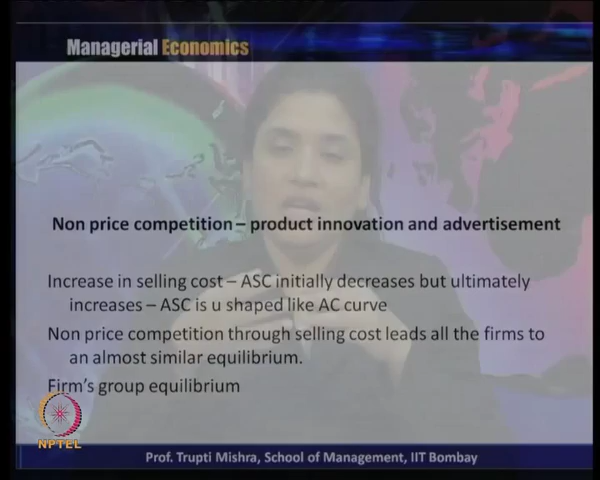 Managerial Economics
Non price competition – product innovation and advertisement
Increase in selling cost – ASC initially decreases but ultimately
increases – ASC is u shaped like AC curve
Non price competition through selling cost leads all the firms to
an almost similar equilibrium.
Firm's group equilibrium
NPTEL
Prof. Trupti Mishra, School of Management, IIT Bombay